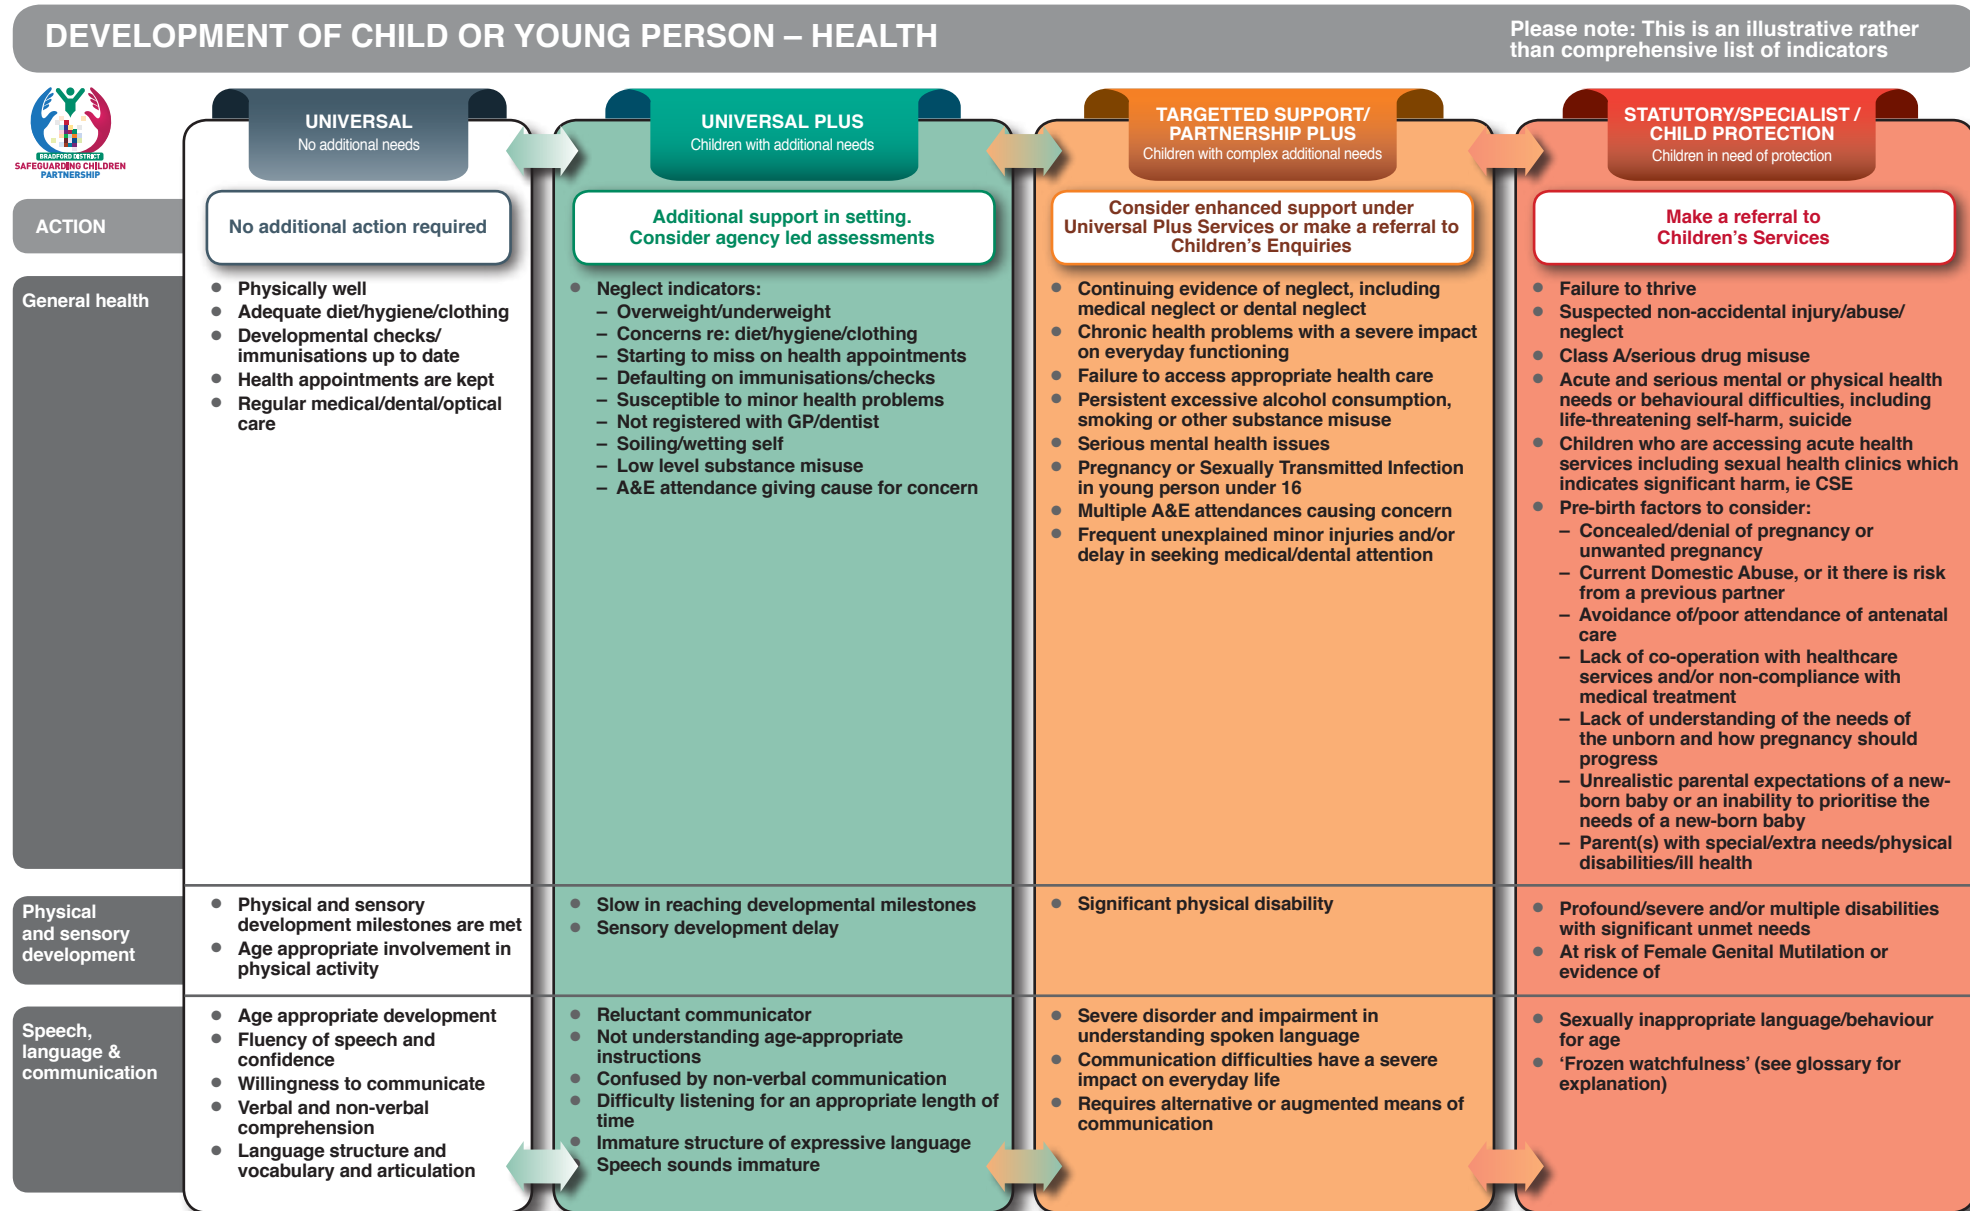 DEVELOPMENT OF CHILD OR YOUNG PERSON – HEALTH
Please note: This is an illustrative rather
than comprehensive list of indicators
BRADFORD DISTRICT
SAFEGUARDING CHILDREN
PARTNERSHIP
UNIVERSAL
No additional needs
UNIVERSAL PLUS
Children with additional needs
TARGETTED SUPPORT/
PARTNERSHIP PLUS
Children with complex additional needs
STATUTORY/SPECIALIST /
CHILD PROTECTION
Children in need of protection
ACTION
No additional action required
Additional support in setting.
Consider agency led assessments
Consider enhanced support under
Universal Plus Services or make a referral to
Children's Enquiries
Make a referral to
Children's Services
General health
● Physically well
● Adequate diet/hygiene/clothing
● Developmental checks/
immunisations up to date
● Health appointments are kept
● Regular medical/dental/optical
care
● Neglect indicators:
– Overweight/underweight
– Concerns re: diet/hygiene/clothing
– Starting to miss on health appointments
– Defaulting on immunisations/checks
– Susceptible to minor health problems
– Not registered with GP/dentist
– Soiling/wetting self
– Low level substance misuse
– A&E attendance giving cause for concern
● Continuing evidence of neglect, including
medical neglect or dental neglect
● Chronic health problems with a severe impact
on everyday functioning
● Failure to access appropriate health care
● Persistent excessive alcohol consumption,
smoking or other substance misuse
● Serious mental health issues
● Pregnancy or Sexually Transmitted Infection
in young person under 16
● Multiple A&E attendances causing concern
● Frequent unexplained minor injuries and/or
delay in seeking medical/dental attention
● Failure to thrive
● Suspected non-accidental injury/abuse/
neglect
● Class A/serious drug misuse
● Acute and serious mental or physical health
needs or behavioural difficulties, including
life-threatening self-harm, suicide
● Children who are accessing acute health
services including sexual health clinics which
indicates significant harm, ie CSE
● Pre-birth factors to consider:
– Concealed/denial of pregnancy or
unwanted pregnancy
– Current Domestic Abuse, or it there is risk
from a previous partner
– Avoidance of/poor attendance of antenatal
care
– Lack of co-operation with healthcare
services and/or non-compliance with
medical treatment
– Lack of understanding of the needs of
the unborn and how pregnancy should
progress
– Unrealistic parental expectations of a new-
born baby or an inability to prioritise the
needs of a new-born baby
– Parent(s) with special/extra needs/physical
disabilities/ill health
Physical
and sensory
development
● Physical and sensory
development milestones are met
● Age appropriate involvement in
physical activity
● Slow in reaching developmental milestones
● Sensory development delay
● Significant physical disability
● Profound/severe and/or multiple disabilities
with significant unmet needs
● At risk of Female Genital Mutilation or
evidence of
Speech,
language &
communication
● Age appropriate development
● Fluency of speech and
confidence
● Willingness to communicate
● Verbal and non-verbal
comprehension
● Language structure and
vocabulary and articulation
● Reluctant communicator
● Not understanding age-appropriate
instructions
● Confused by non-verbal communication
● Difficulty listening for an appropriate length of
time
● Immature structure of expressive language
Speech sounds immature
● Severe disorder and impairment in
understanding spoken language
● Communication difficulties have a severe
impact on everyday life
● Requires alternative or augmented means of
communication
● Sexually inappropriate language/behaviour
for age
● ‘Frozen watchfulness’ (see glossary for
explanation)